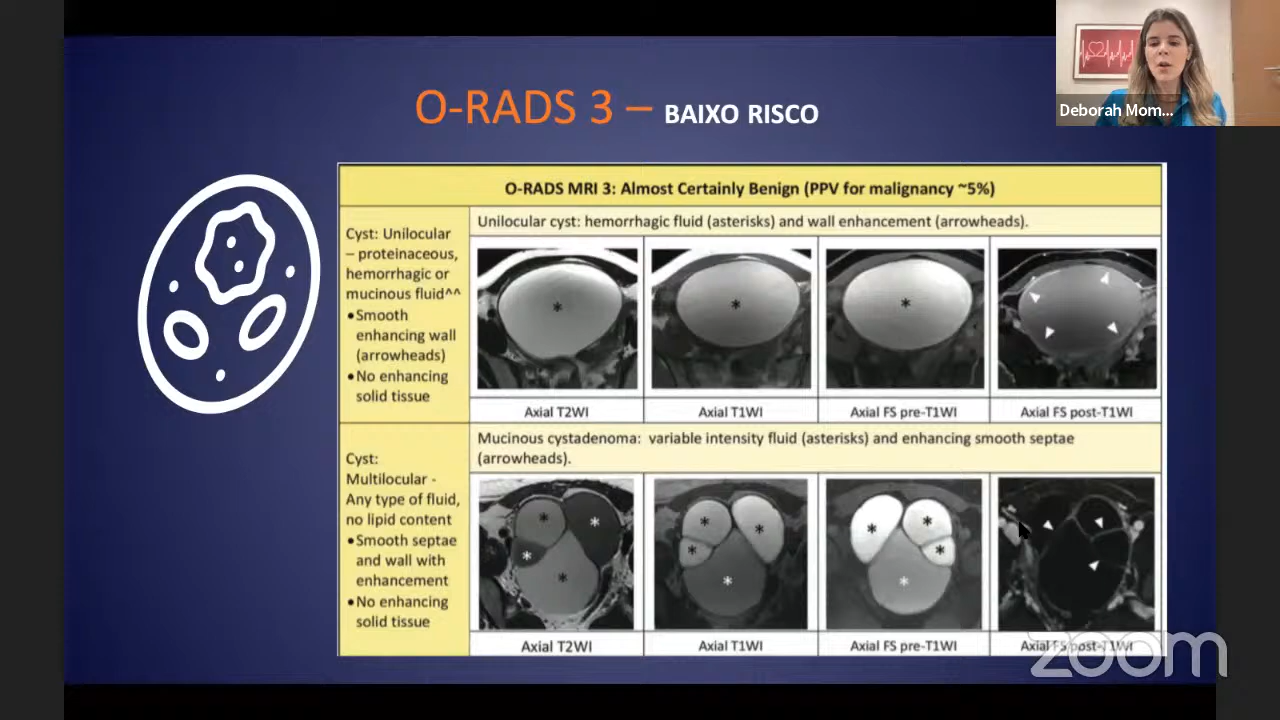 O-RADS 3 – BAIXO RISCO
Deborah Mom...
O-RADS MRI 3: Almost Certainly Benign (PPV for malignancy ~5%)
Cyst: Unilocular
– proteinaceous,
hemorrhagic or
mucinous fluid^^
•Smooth
enhancing wall
(arrowheads)
•No enhancing
solid tissue
Unilocular cyst: hemorrhagic fluid (asterisks) and wall enhancement (arrowheads).
Axial T2WI
Axial T1WI
Axial FS pre-T1WI
Axial FS post-T1WI
Cyst:
Multilocular -
Any type of fluid,
no lipid content
•Smooth septae
and wall with
enhancement
•No enhancing
solid tissue
Mucinous cystadenoma: variable intensity fluid (asterisks) and enhancing smooth septae
(arrowheads).
Axial T2WI
Axial T1WI
Axial FS pre-T1WI
Axial FS post-T1WI
zoom